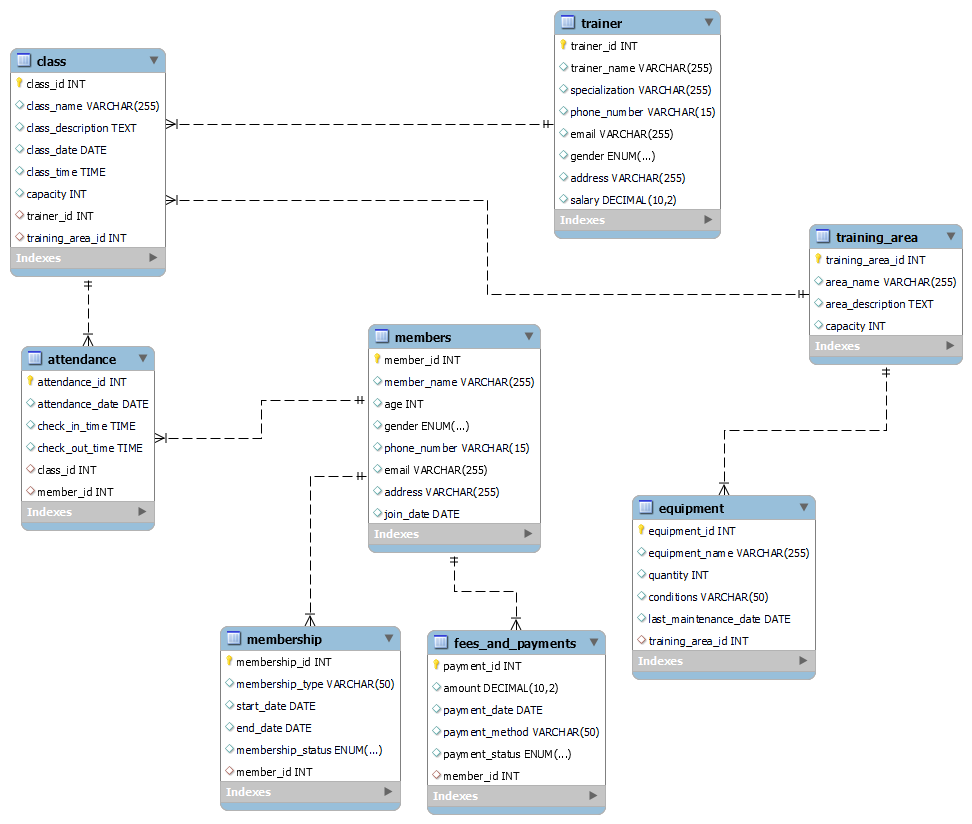 trainer
trainer_id INT
trainer_name VARCHAR(255)
specialization VARCHAR(255)
phone_number VARCHAR(15)
email VARCHAR(255)
gender ENUM(...)
address VARCHAR(255)
salary DECIMAL(10,2)
Indexes
class
class_id INT
class_name VARCHAR(255)
class_description TEXT
class_date DATE
class_time TIME
capacity INT
trainer_id INT
training_area_id INT
Indexes
training_area
training_area_id INT
area_name VARCHAR(255)
area_description TEXT
capacity INT
Indexes
attendance
attendance_id INT
attendance_date DATE
check_in_time TIME
check_out_time TIME
class_id INT
member_id INT
Indexes
members
member_id INT
member_name VARCHAR(255)
age INT
gender ENUM(...)
phone_number VARCHAR(15)
email VARCHAR(255)
address VARCHAR(255)
join_date DATE
Indexes
equipment
equipment_id INT
equipment_name VARCHAR(255)
quantity INT
conditions VARCHAR(50)
last_maintenance_date DATE
training_area_id INT
Indexes
membership
membership_id INT
membership_type VARCHAR(50)
start_date DATE
end_date DATE
membership_status ENUM(...)
member_id INT
Indexes
fees_and_payments
payment_id INT
amount DECIMAL(10,2)
payment_date DATE
payment_method VARCHAR(50)
payment_status ENUM(...)
member_id INT
Indexes